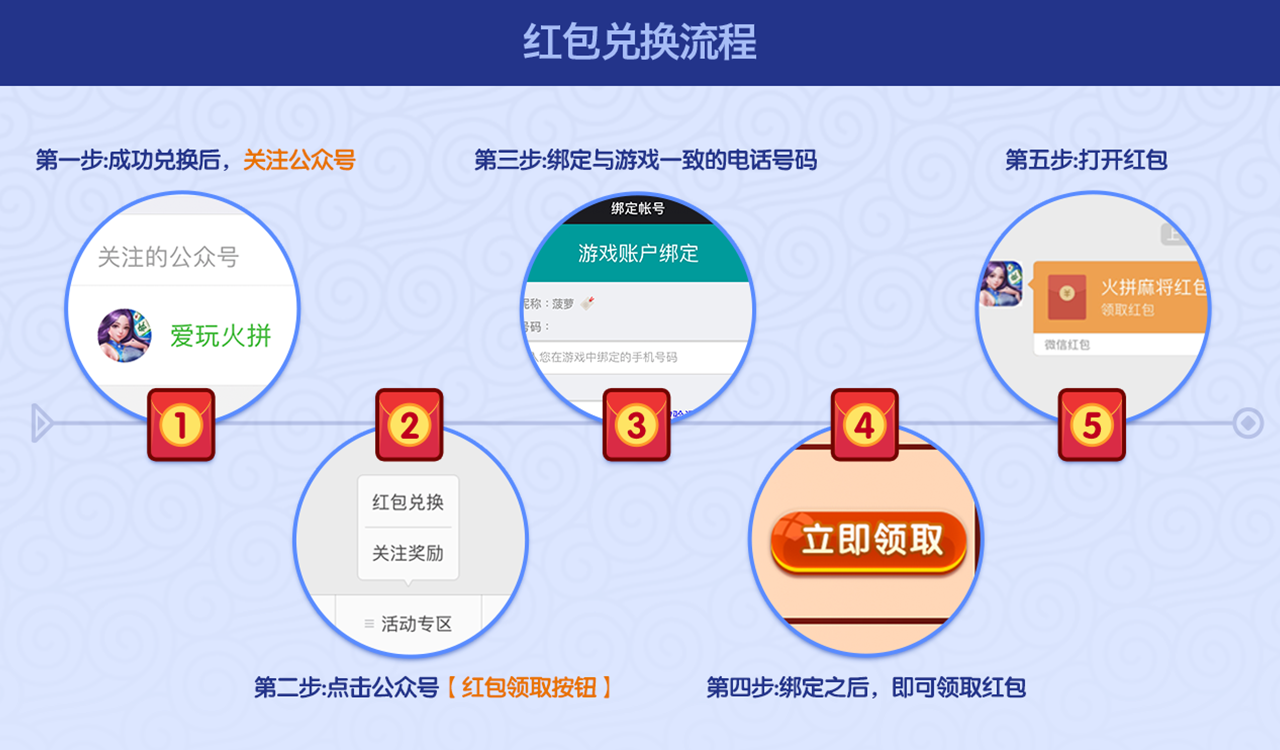 红包兑换流程
第一步:成功兑换后，关注公众号
关注的公众号
爱玩火拼
1
2
红包兑换
关注奖励
≡ 活动专区
第二步:点击公众号【红包领取按钮】
第三步:绑定与游戏一致的电话号码
绑定帐号
游戏账户绑定
昵称：菠萝
号码：
入您在游戏中绑定的手机号码
3
4
立即领取
第四步:绑定之后，即可领取红包
第五步:打开红包
火拼麻将红包
领取红包
微信红包
5